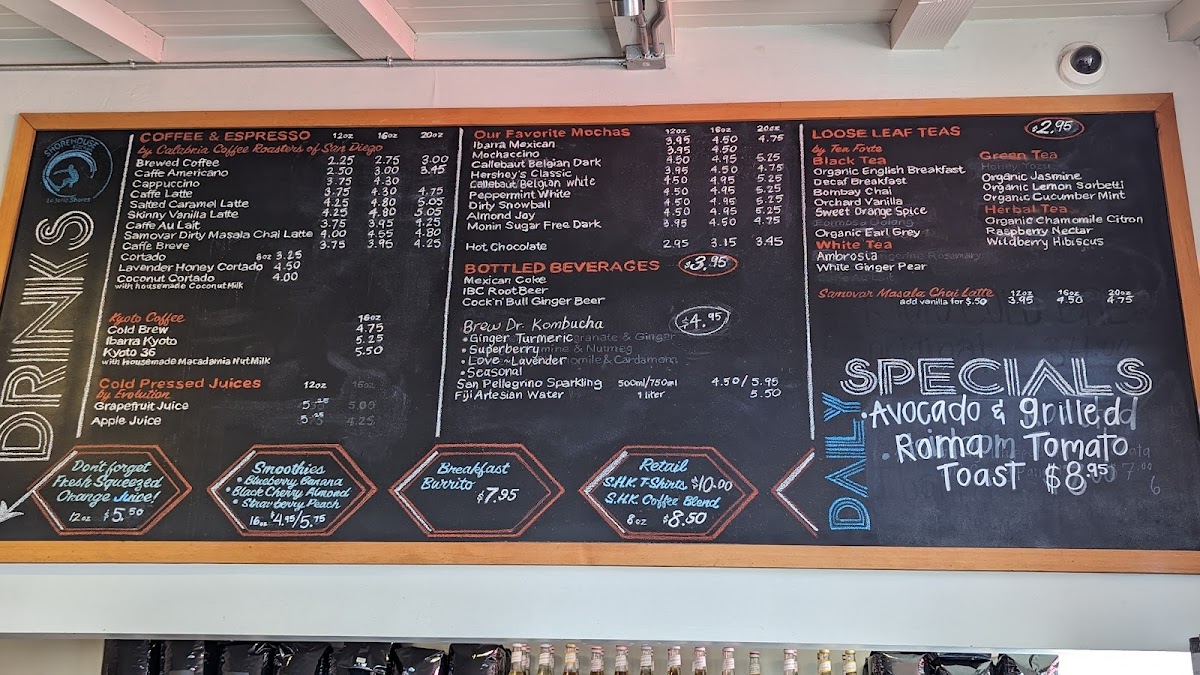 SHOREHOUSE
La Jolla Shores
DRINKS
COFFEE & ESPRESSO 12oz 16oz 20oz
by Calabria Coffee Roasters of San Diego
Brewed Coffee 2.25 2.75 3.00
Caffe Americano 2.50 3.00 3.45
Cappuccino 3.75 4.30
Caffe Latte 3.75 4.30 4.75
Salted Caramel Latte 4.25 4.80 5.05
Skinny Vanilla Latte 4.25 4.80 5.05
Caffe Au Lait 3.75 3.95 4.25
Samovar Dirty Masala Chai Latte 4.00 4.55 4.80
Caffe Breve 3.75 3.95 4.25
Cortado 8oz 3.25
Lavender Honey Cortado 4.50
Coconut Cortado 4.00
with housemade Coconut Milk
Kyoto Coffee 16oz
Cold Brew 4.75
Ibarra Kyoto 5.25
Kyoto 36 5.50
with Housemade Macadamia Nut Milk
Cold Pressed Juices 12oz 16oz
by Evolution
Grapefruit Juice 5.00
Apple Juice 4.25
Our Favorite Mochas 12oz 16oz 20oz
Ibarra Mexican 3.95 4.50 4.75
Mochaccino 3.95 4.50
Callebaut Belgian Dark 4.50 4.95 5.25
Hershey's Classic 3.95 4.50 4.75
Callebaut Belgian White 4.50 4.95 5.25
Peppermint White 4.50 4.95 5.25
Dirty Snowball 4.50 4.95 5.25
Almond Joy 4.50 4.95 5.25
Monin Sugar Free Dark 3.95 4.50 4.75
Hot Chocolate 2.95 3.15 3.45
BOTTLED BEVERAGES $3.95
Mexican Coke
IBC Root Beer
Cock'n'Bull Ginger Beer
Brew Dr. Kombucha $4.95
• Ginger Turmeric
• Superberry
• Love ~ Lavender
• Seasonal
San Pellegrino Sparkling 500ml/750ml 4.50/5.95
Fiji Artesian Water 1 liter 5.50
LOOSE LEAF TEAS $2.95
by Tea Forte
Black Tea
Organic English Breakfast
Decaf Breakfast
Bombay Chai
Orchard Vanilla
Sweet Orange Spice
Organic Earl Grey
White Tea
Ambrosia
White Ginger Pear
Green Tea
Honey Yuzu
Organic Jasmine
Organic Lemon Sorbetti
Organic Cucumber Mint
Herbal Tea
Organic Chamomile Citron
Raspberry Nectar
Wildberry Hibiscus
Samovar Masala Chai Latte 12oz 16oz 20oz
add vanilla for $.50 3.95 4.50 4.75
DAILY
SPECIALS
• Avocado & grilled
Roma Tomato
Toast $8.95
Don't forget
Fresh Squeezed
Orange Juice!
12oz $5.50
Smoothies
• Blueberry Banana
• Black Cherry Almond
• Strawberry Peach
16oz $4.95/5.75
Breakfast
Burrito
$7.95
Retail
S.H.K. T-Shirts $10.00
S.H.K. Coffee Blend
8oz $8.50